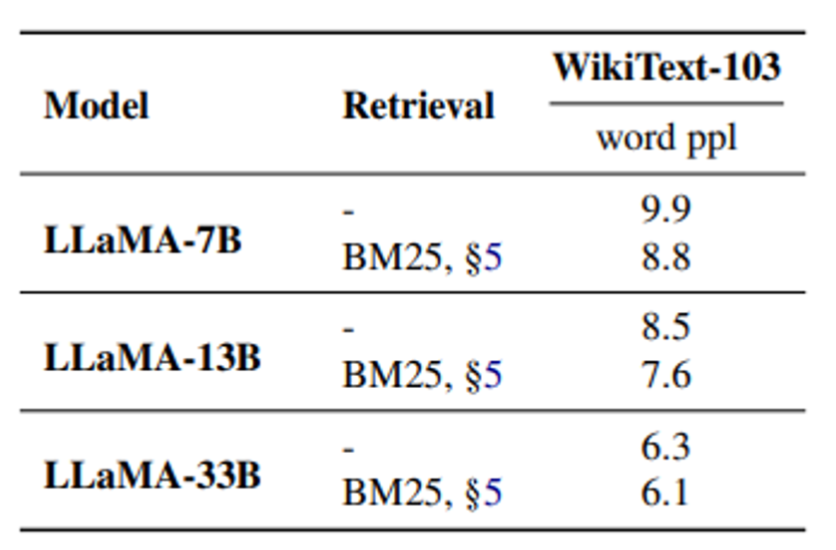 Model Retrieval WikiText-103
word ppl
LLaMA-7B - 9.9
BM25, §5 8.8
LLaMA-13B - 8.5
BM25, §5 7.6
LLaMA-33B - 6.3
BM25, §5 6.1